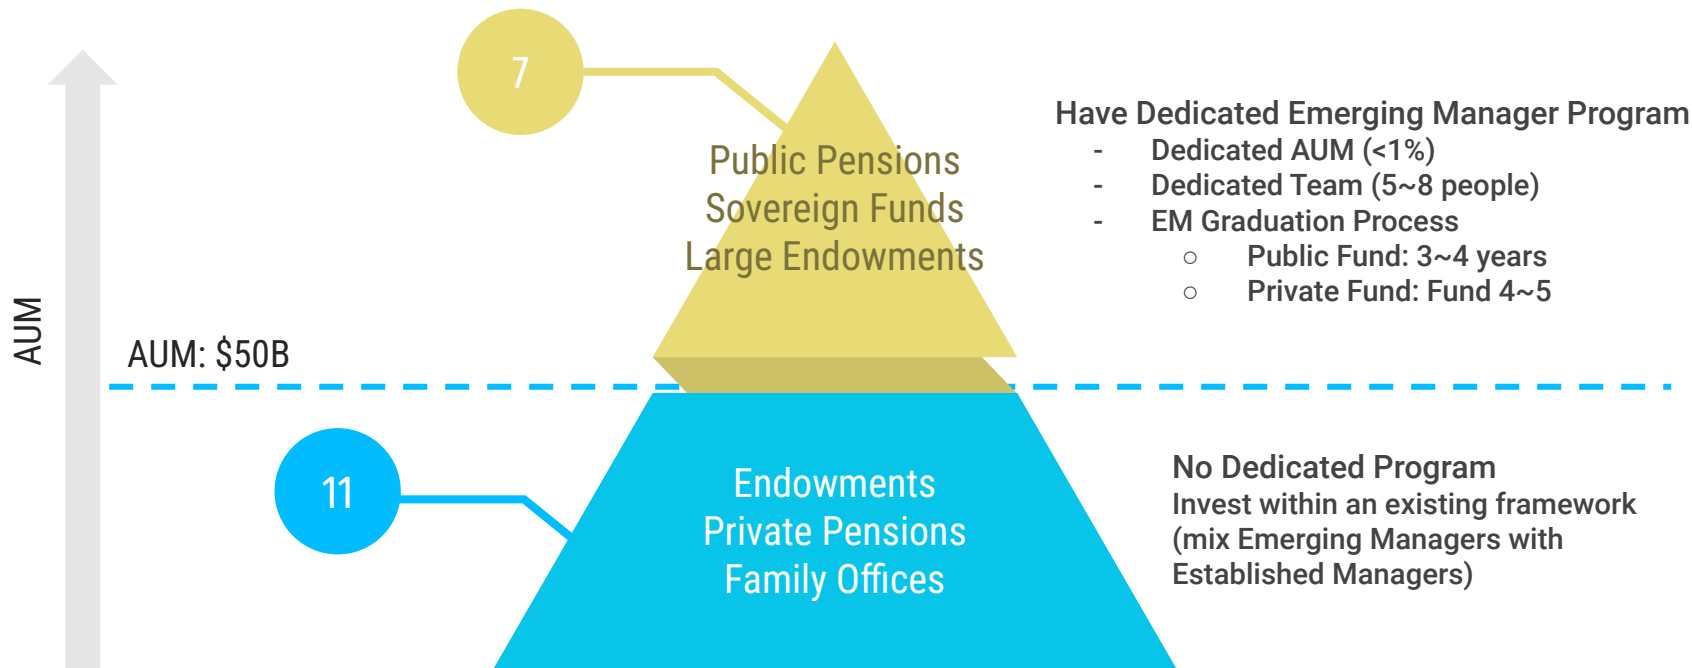 7
Public Pensions
Sovereign Funds
Large Endowments
Have Dedicated Emerging Manager Program
- Dedicated AUM (<1%)
- Dedicated Team (5~8 people)
- EM Graduation Process
○ Public Fund: 3~4 years
○ Private Fund: Fund 4~5
AUM
AUM: $50B
11
Endowments
Private Pensions
Family Offices
No Dedicated Program
Invest within an existing framework
(mix Emerging Managers with
Established Managers)